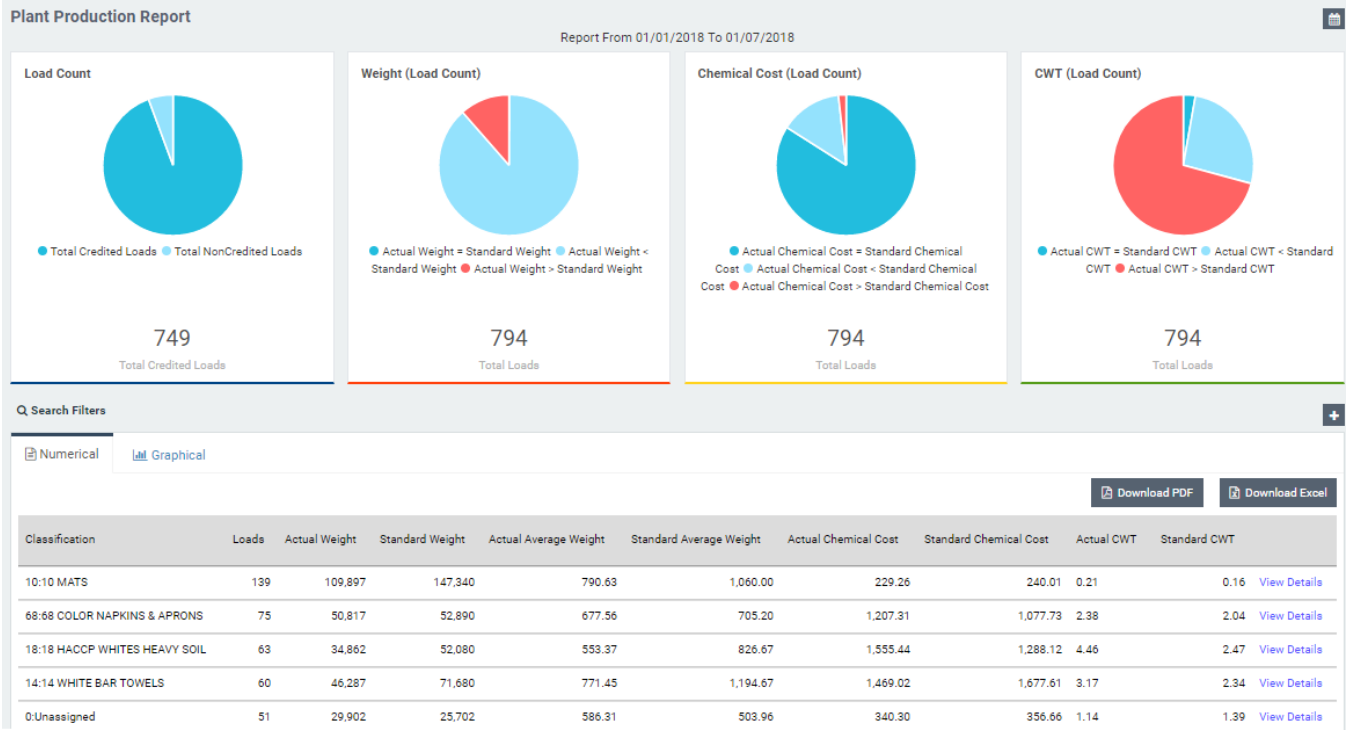 Plant Production Report
Report From 01/01/2018 To 01/07/2018
Load Count
Total Credited Loads Total NonCredited Loads
749
Total Credited Loads
Weight (Load Count)
Actual Weight = Standard Weight Actual Weight <
Standard Weight Actual Weight > Standard Weight
794
Total Loads
Chemical Cost (Load Count)
Actual Chemical Cost = Standard Chemical
Cost Actual Chemical Cost < Standard Chemical
Cost Actual Chemical Cost > Standard Chemical Cost
794
Total Loads
CWT (Load Count)
Actual CWT = Standard CWT Actual CWT < Standard
CWT Actual CWT > Standard CWT
794
Total Loads
Search Filters
Numerical Graphical
Download PDF Download Excel
Classification Loads Actual Weight Standard Weight Actual Average Weight Standard Average Weight Actual Chemical Cost Standard Chemical Cost Actual CWT Standard CWT
10:10 MATS 139 109,897 147,340 790.63 1,060.00 229.26 240.01 0.21 0.16 View Details
68:68 COLOR NAPKINS & APRONS 75 50,817 52,890 677.56 705.20 1,207.31 1,077.73 2.38 2.04 View Details
18:18 HACCP WHITES HEAVY SOIL 63 34,862 52,080 553.37 826.67 1,555.44 1,288.12 4.46 2.47 View Details
14:14 WHITE BAR TOWELS 60 46,287 71,680 771.45 1,194.67 1,469.02 1,677.61 3.17 2.34 View Details
0:Unassigned 51 29,902 25,702 586.31 503.96 340.30 356.66 1.14 1.39 View Details